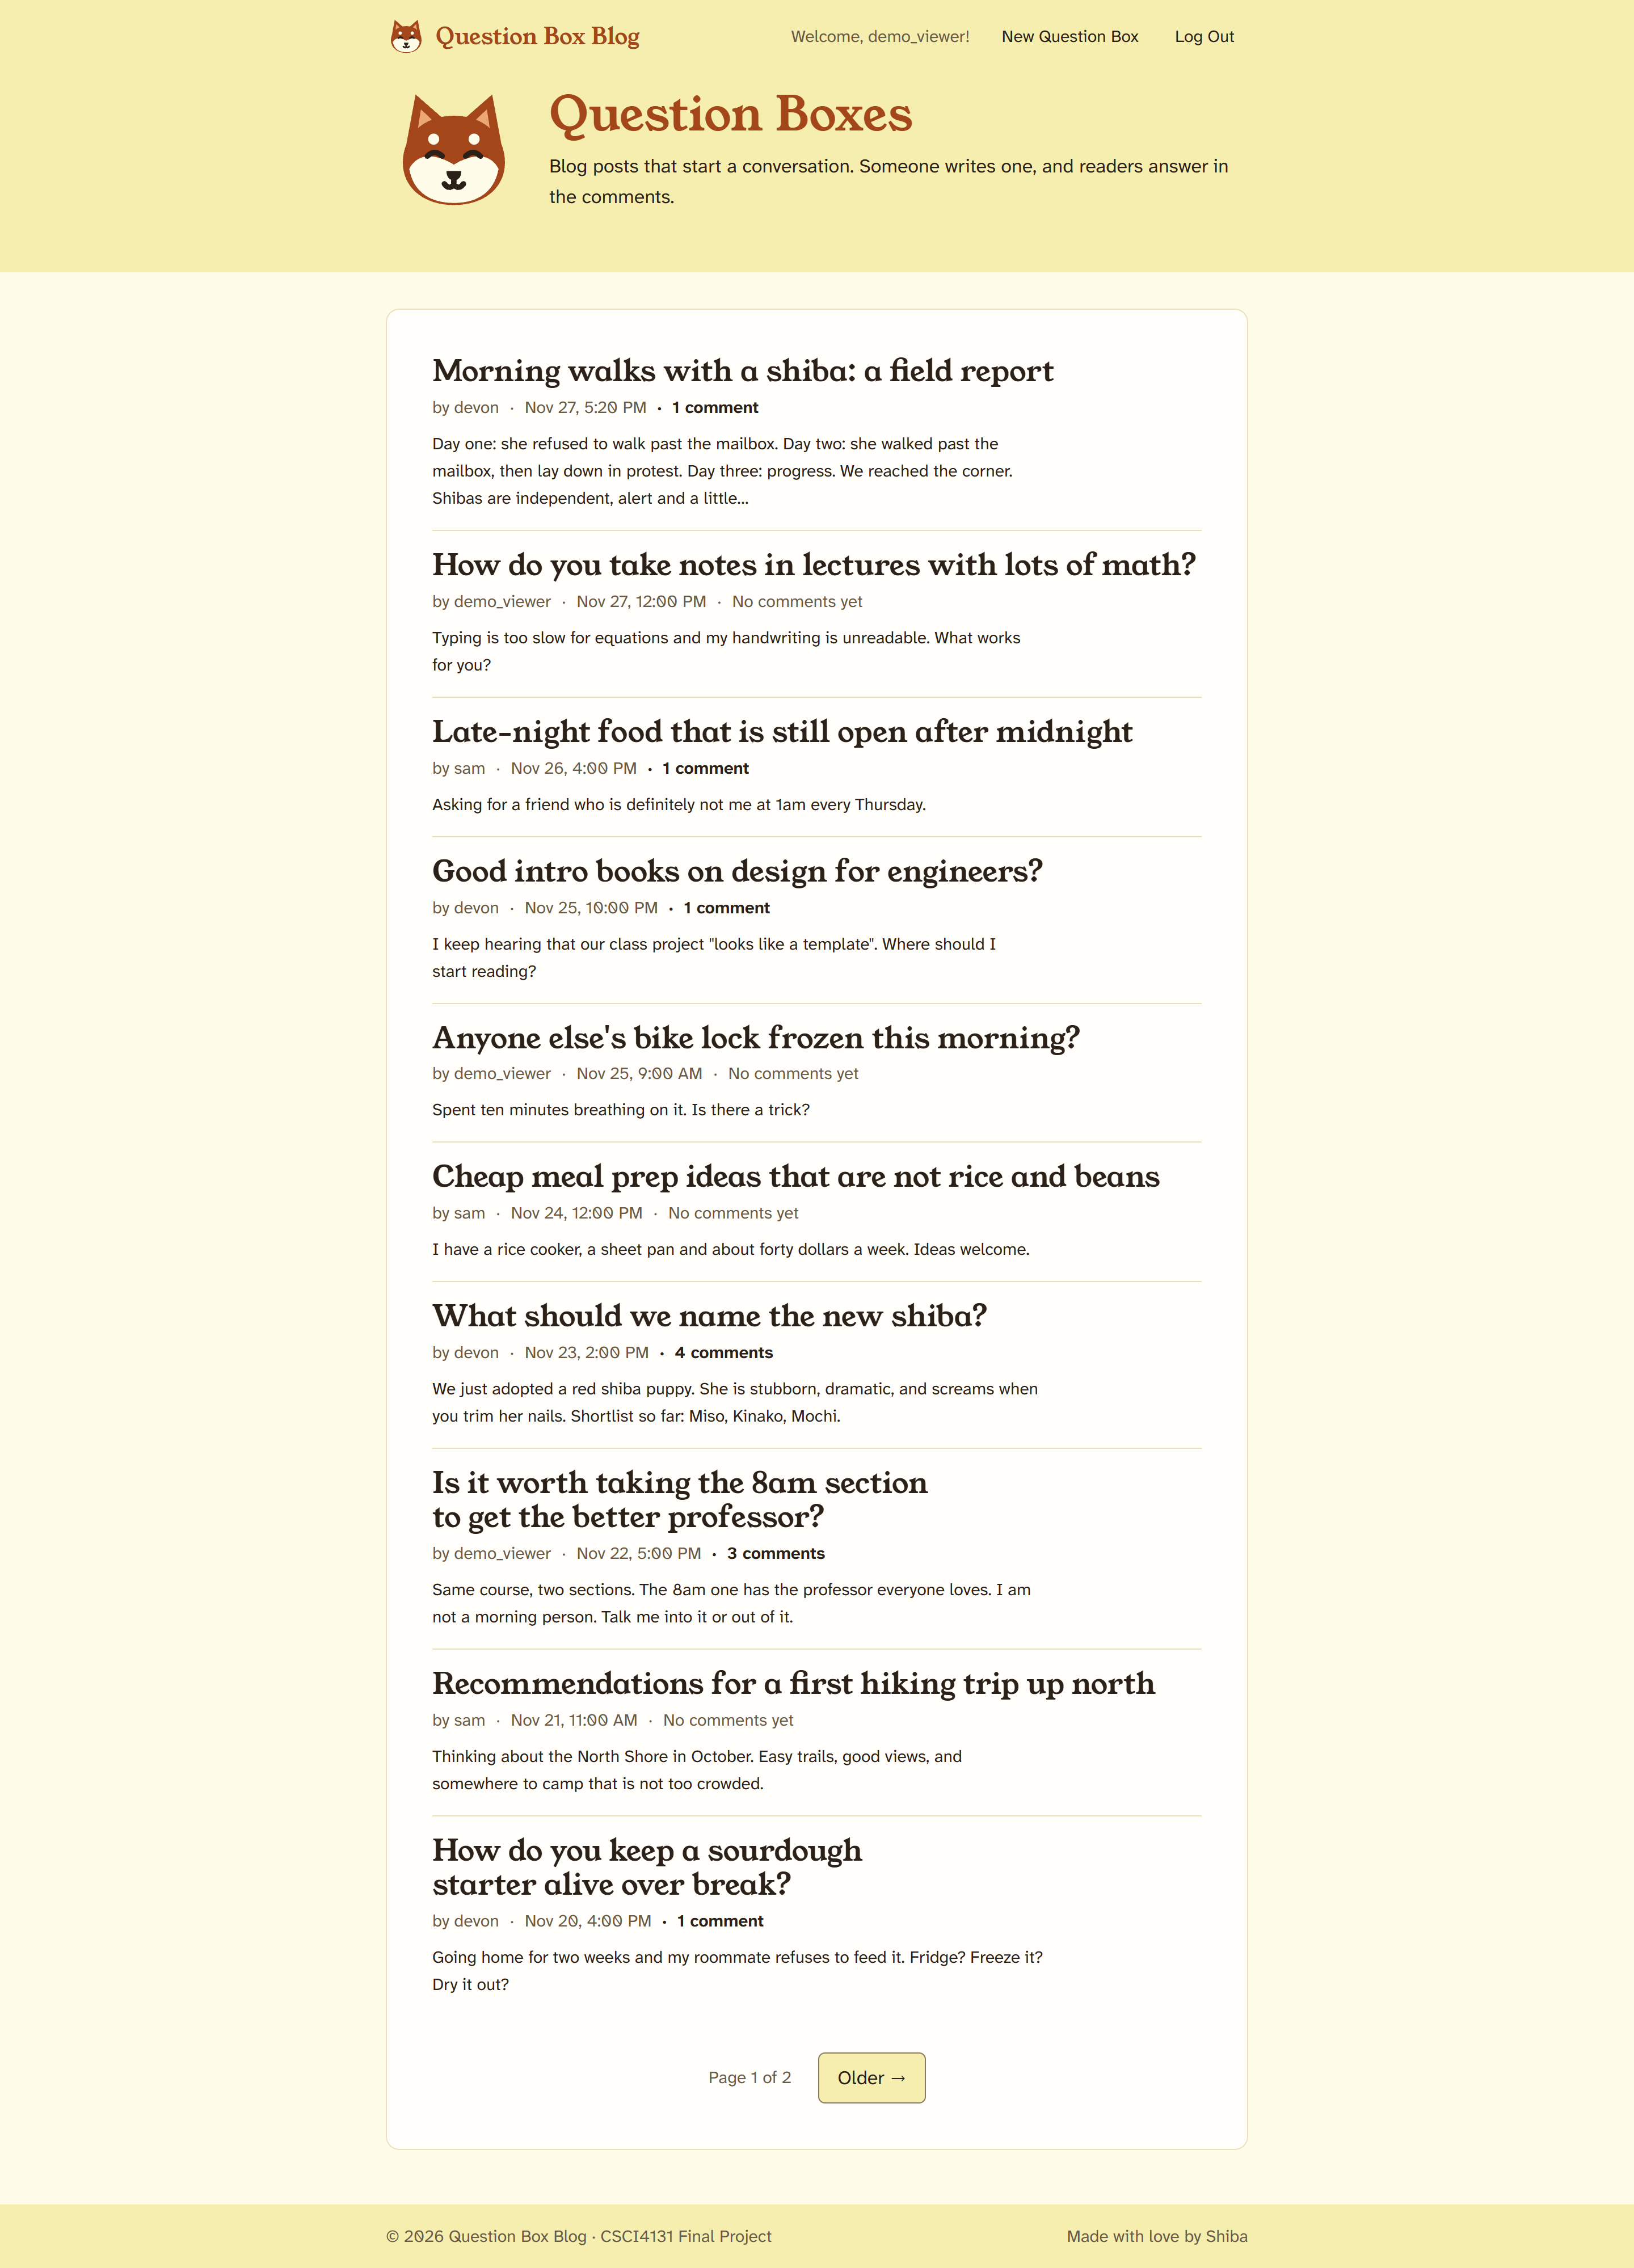 Question Box Blog
Welcome, demo_viewer!
New Question Box
Log Out
Question Boxes
Blog posts that start a conversation. Someone writes one, and readers answer in
the comments.
Morning walks with a shiba: a field report
by devon · Nov 27, 5:20 PM · 1 comment
Day one: she refused to walk past the mailbox. Day two: she walked past the
mailbox, then lay down in protest. Day three: progress. We reached the corner.
Shibas are independent, alert and a little...
How do you take notes in lectures with lots of math?
by demo_viewer · Nov 27, 12:00 PM · No comments yet
Typing is too slow for equations and my handwriting is unreadable. What works
for you?
Late-night food that is still open after midnight
by sam · Nov 26, 4:00 PM · 1 comment
Asking for a friend who is definitely not me at 1am every Thursday.
Good intro books on design for engineers?
by devon · Nov 25, 10:00 PM · 1 comment
I keep hearing that our class project "looks like a template". Where should I
start reading?
Anyone else's bike lock frozen this morning?
by demo_viewer · Nov 25, 9:00 AM · No comments yet
Spent ten minutes breathing on it. Is there a trick?
Cheap meal prep ideas that are not rice and beans
by sam · Nov 24, 12:00 PM · No comments yet
I have a rice cooker, a sheet pan and about forty dollars a week. Ideas welcome.
What should we name the new shiba?
by devon · Nov 23, 2:00 PM · 4 comments
We just adopted a red shiba puppy. She is stubborn, dramatic, and screams when
you trim her nails. Shortlist so far: Miso, Kinako, Mochi.
Is it worth taking the 8am section
to get the better professor?
by demo_viewer · Nov 22, 5:00 PM · 3 comments
Same course, two sections. The 8am one has the professor everyone loves. I am
not a morning person. Talk me into it or out of it.
Recommendations for a first hiking trip up north
by sam · Nov 21, 11:00 AM · No comments yet
Thinking about the North Shore in October. Easy trails, good views, and
somewhere to camp that is not too crowded.
How do you keep a sourdough
starter alive over break?
by devon · Nov 20, 4:00 PM · 1 comment
Going home for two weeks and my roommate refuses to feed it. Fridge? Freeze it?
Dry it out?
Page 1 of 2
Older →
© 2026 Question Box Blog · CSCI4131 Final Project
Made with love by Shiba